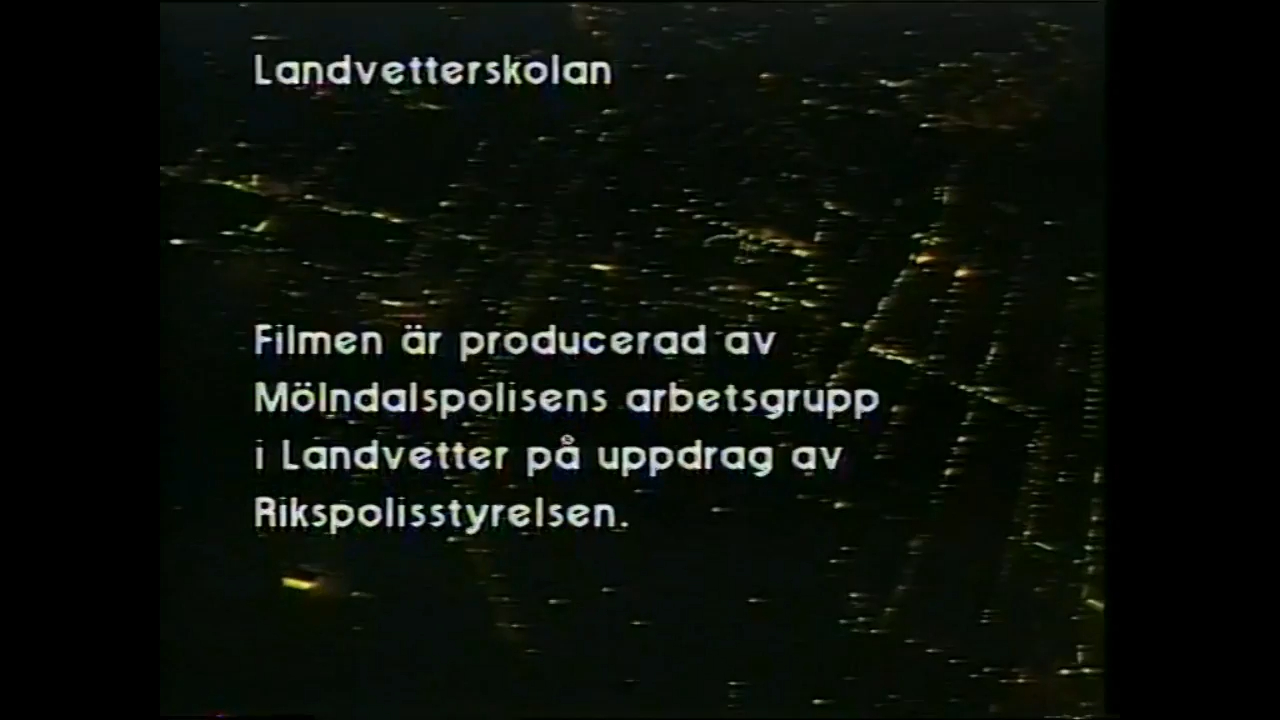 Landvetterskolan
Filmen är producerad av
Mölndalspolisens arbetsgrupp
i Landvetter på uppdrag av
Rikspolisstyrelsen.